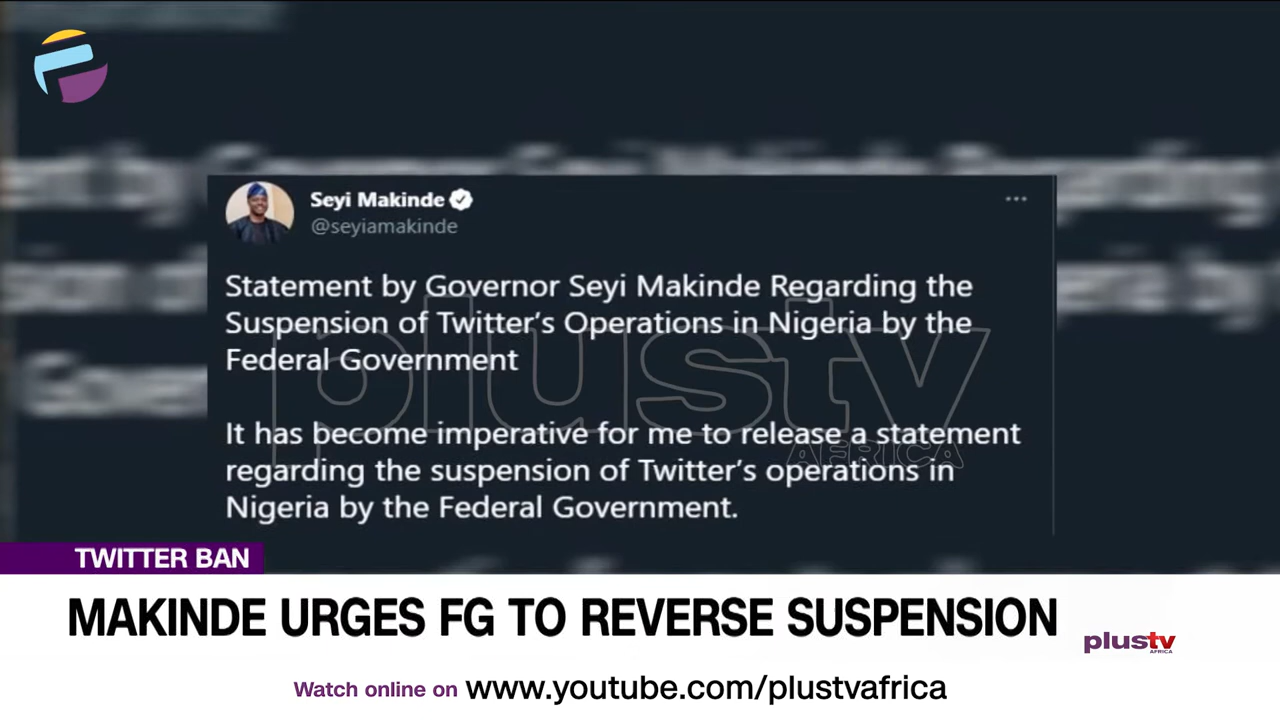 Seyi Makinde
@seyiamakinde
Statement by Governor Seyi Makinde Regarding the
Suspension of Twitter's Operations in Nigeria by the
Federal Government
It has become imperative for me to release a statement
regarding the suspension of Twitter's operations in
Nigeria by the Federal Government.
plustv
AFRICA
TWITTER BAN
MAKINDE URGES FG TO REVERSE SUSPENSION
plustv
AFRICA
Watch online on www.youtube.com/plustvafrica